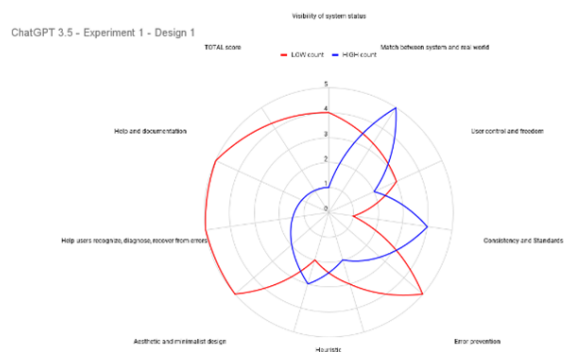 Visibility of system status
ChatGPT 3.5 - Experiment 1 - Design 1
TOTAL score
Match between system and real world
LOW count
HIGH count
5
4
3
2
1
0
Help and documentation
User control and freedom
Help users recognize, diagnose, recover from errors
Consistency and Standards
Aesthetic and minimalist design
Error prevention
Heuristic